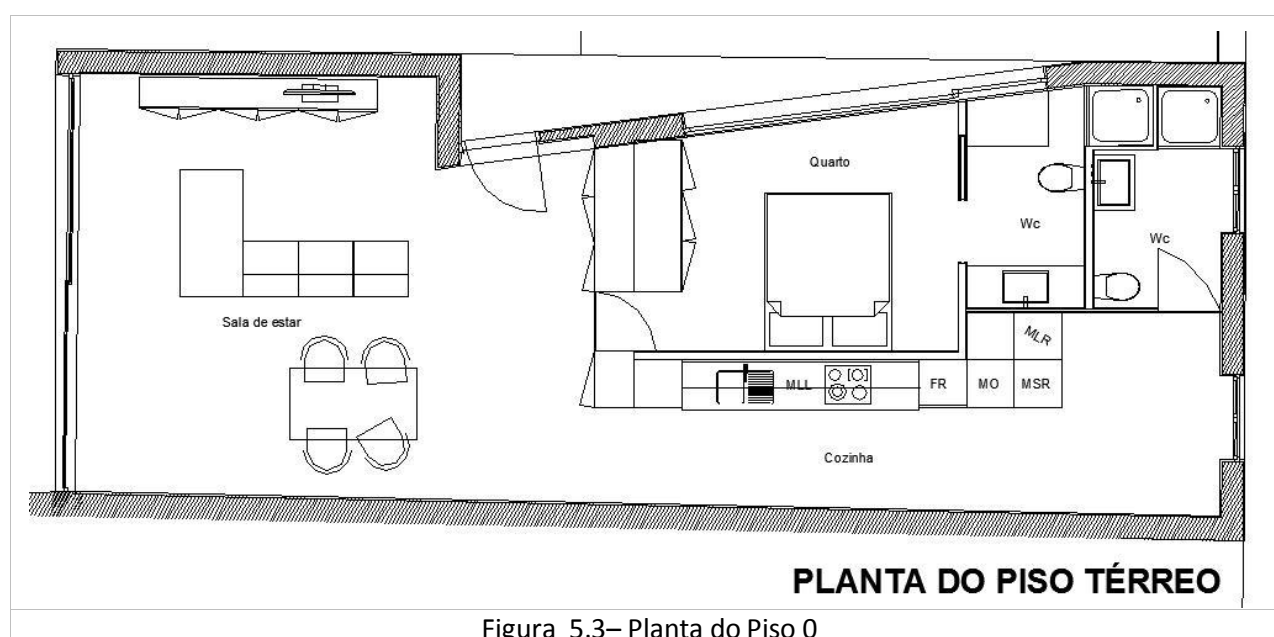 Quarto
Wc
Wc
Sala de estar
MLR
MLL
FR
MO
MSR
Cozinha
PLANTA DO PISO TÉRREO
Figura 5.3– Planta do Piso 0